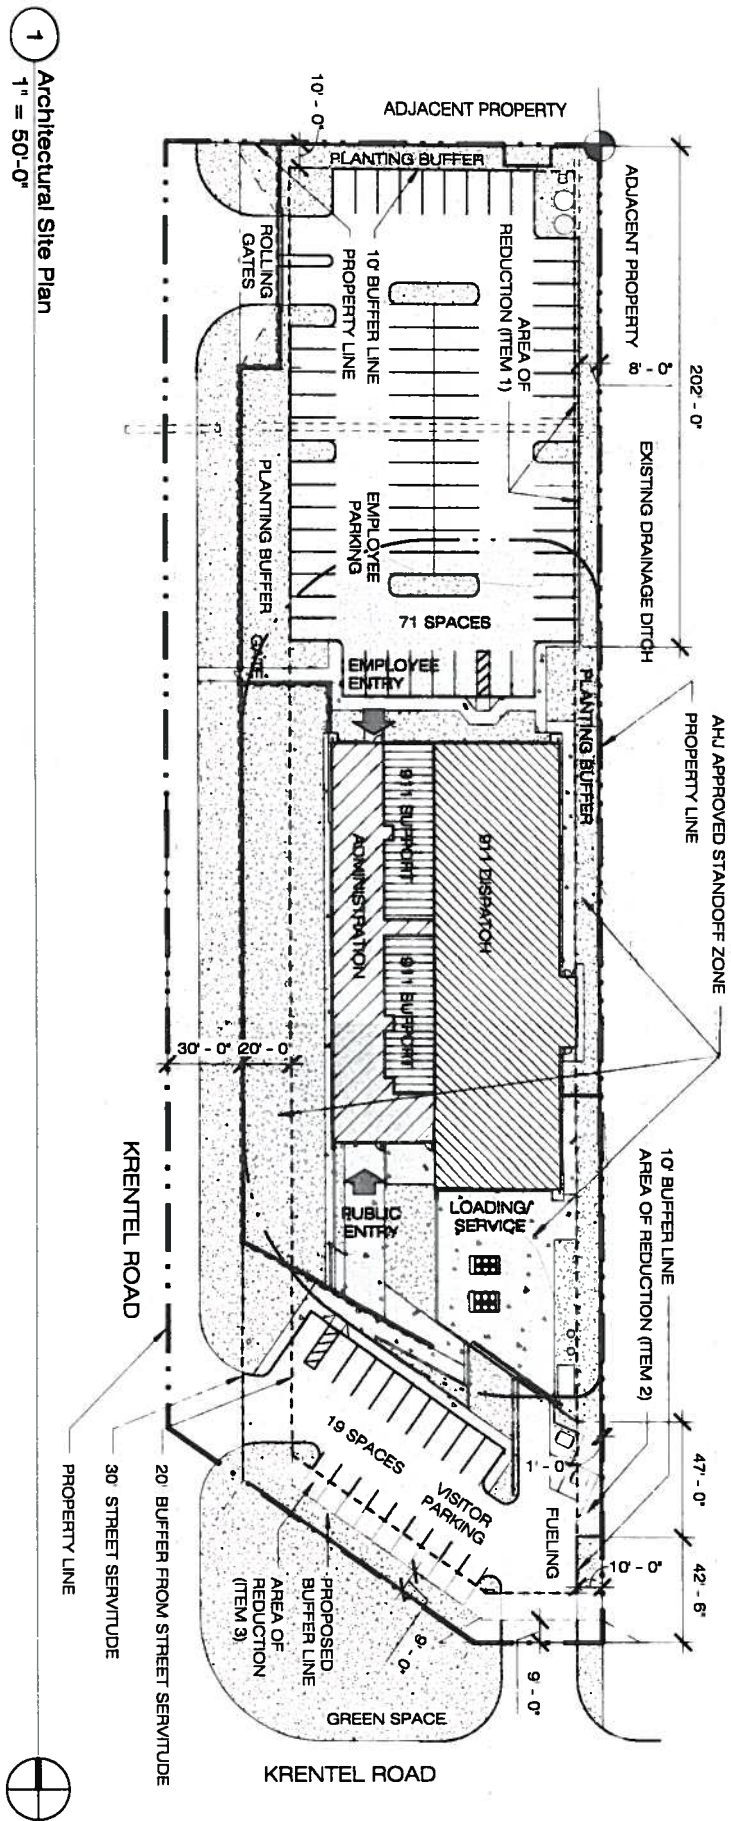 1
Architectural Site Plan
1" = 50'-0"
ADJACENT PROPERTY
10' - 0"
PLANTING BUFFER
ADJACENT PROPERTY
202' - 0"
8' - 0"
EXISTING DRAINAGE DITCH
AREA OF
REDUCTION (ITEM 1)
10' BUFFER LINE
PROPERTY LINE
ROLLING
GATES
PLANTING BUFFER
GATE
EMPLOYEE
PARKING
71 SPACES
EMPLOYEE
ENTRY
PLANTING BUFFER
PROPERTY LINE
AHJ APPROVED STANDOFF ZONE
911 DISPATCH
911 SUPPORT
911 SUPPORT
ADMINISTRATION
30' - 0"
20' - 0
KRENTEL ROAD
PUBLIC
ENTRY
LOADING/
SERVICE
10' BUFFER LINE
AREA OF REDUCTION (ITEM 2)
47' - 0"
42' - 6"
1' - 0
10' - 0"
FUELING
19 SPACES
VISITOR
PARKING
PROPOSED
BUFFER LINE
AREA OF
REDUCTION
(ITEM 3)
9' - 0"
GREEN SPACE
KRENTEL ROAD
20' BUFFER FROM STREET SERVITUDE
30' STREET SERVITUDE
PROPERTY LINE